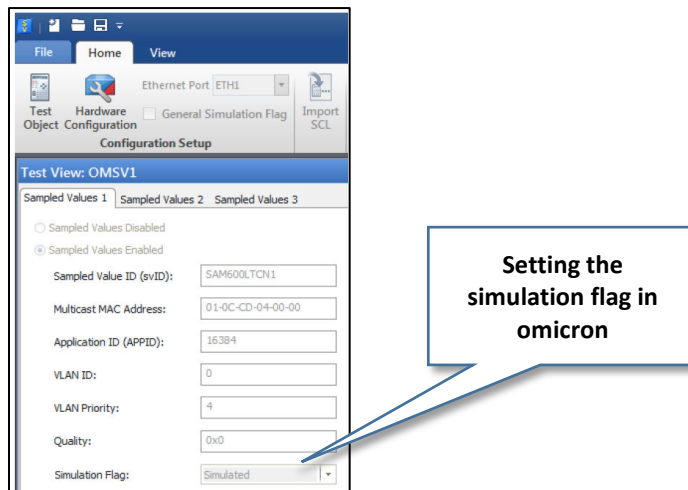 File Home View
Ethernet Port ETH1
General Simulation Flag
Test Object
Hardware Configuration
Import SCL
Configuration Setup
Test View: OMSV1
Sampled Values 1 Sampled Values 2 Sampled Values 3
Sampled Values Disabled
Sampled Values Enabled
Sampled Value ID (svID): SAM600LTCN1
Multicast MAC Address: 01-0C-CD-04-00-00
Application ID (APPID): 16384
VLAN ID: 0
VLAN Priority: 4
Quality: 0x0
Simulation Flag: Simulated
Setting the
simulation flag in
omicron